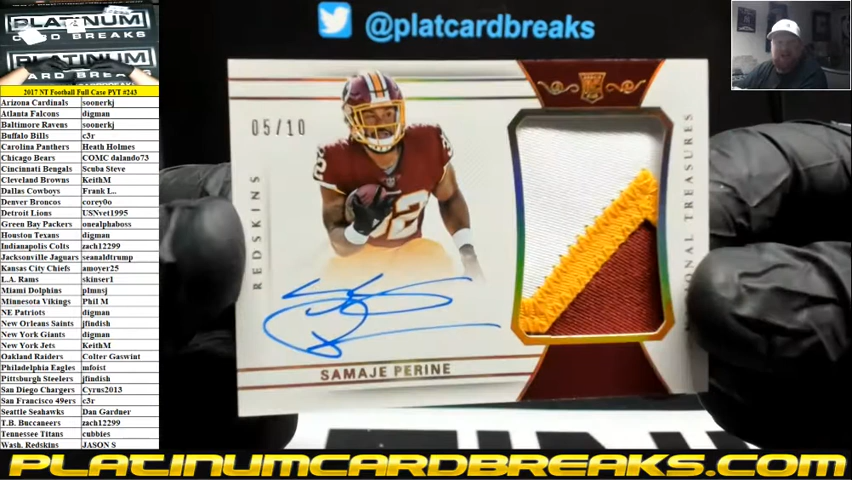 PLATINUM
CARD BREAKS
PLATINUM
CARD BREAKS
@platcardbreaks
2017 NT Football Full Case PYT #243
Arizona Cardinals soonerkj
Atlanta Falcons digman
Baltimore Ravens soonerkj
Buffalo Bills c3r
Carolina Panthers Heath Holmes
Chicago Bears COMC dalando73
Cincinnati Bengals Scuba Steve
Cleveland Browns KeithM
Dallas Cowboys Frank L..
Denver Broncos corey0o
Detroit Lions USNvet1995
Green Bay Packers onealphaboss
Houston Texans digman
Indianapolis Colts zach12299
Jacksonville Jaguars seanaldtrump
Kansas City Chiefs amoyer25
L.A. Rams skinser1
Miami Dolphins plmnsj
Minnesota Vikings Phil M
NE Patriots digman
New Orleans Saints jfindish
New York Giants digman
New York Jets KeithM
Oakland Raiders Colter Gaswint
Philadelphia Eagles mfoist
Pittsburgh Steelers jfindish
San Diego Chargers Cyrus2013
San Francisco 49ers c3r
Seattle Seahawks Dan Gardner
T.B. Buccaneers zach12299
Tennessee Titans cubbies
Wash. Redskins JASON S
05/10
REDSKINS
SAMAJE PERINE
NATIONAL TREASURES
PLATINUMCARDBREAKS.COM